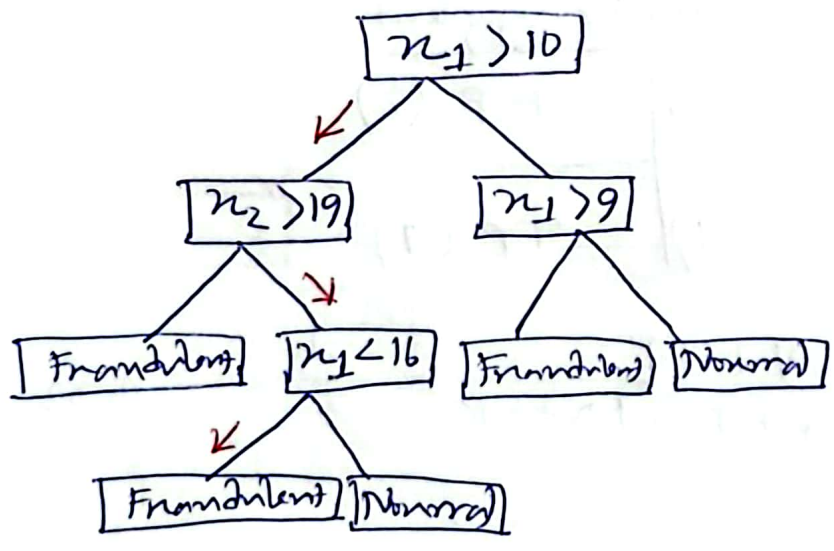 x₁ > 10
x₂ > 19
x₁ > 9
Fraudulent
x₁ < 16
Fraudulent
Normal
Fraudulent
Normal